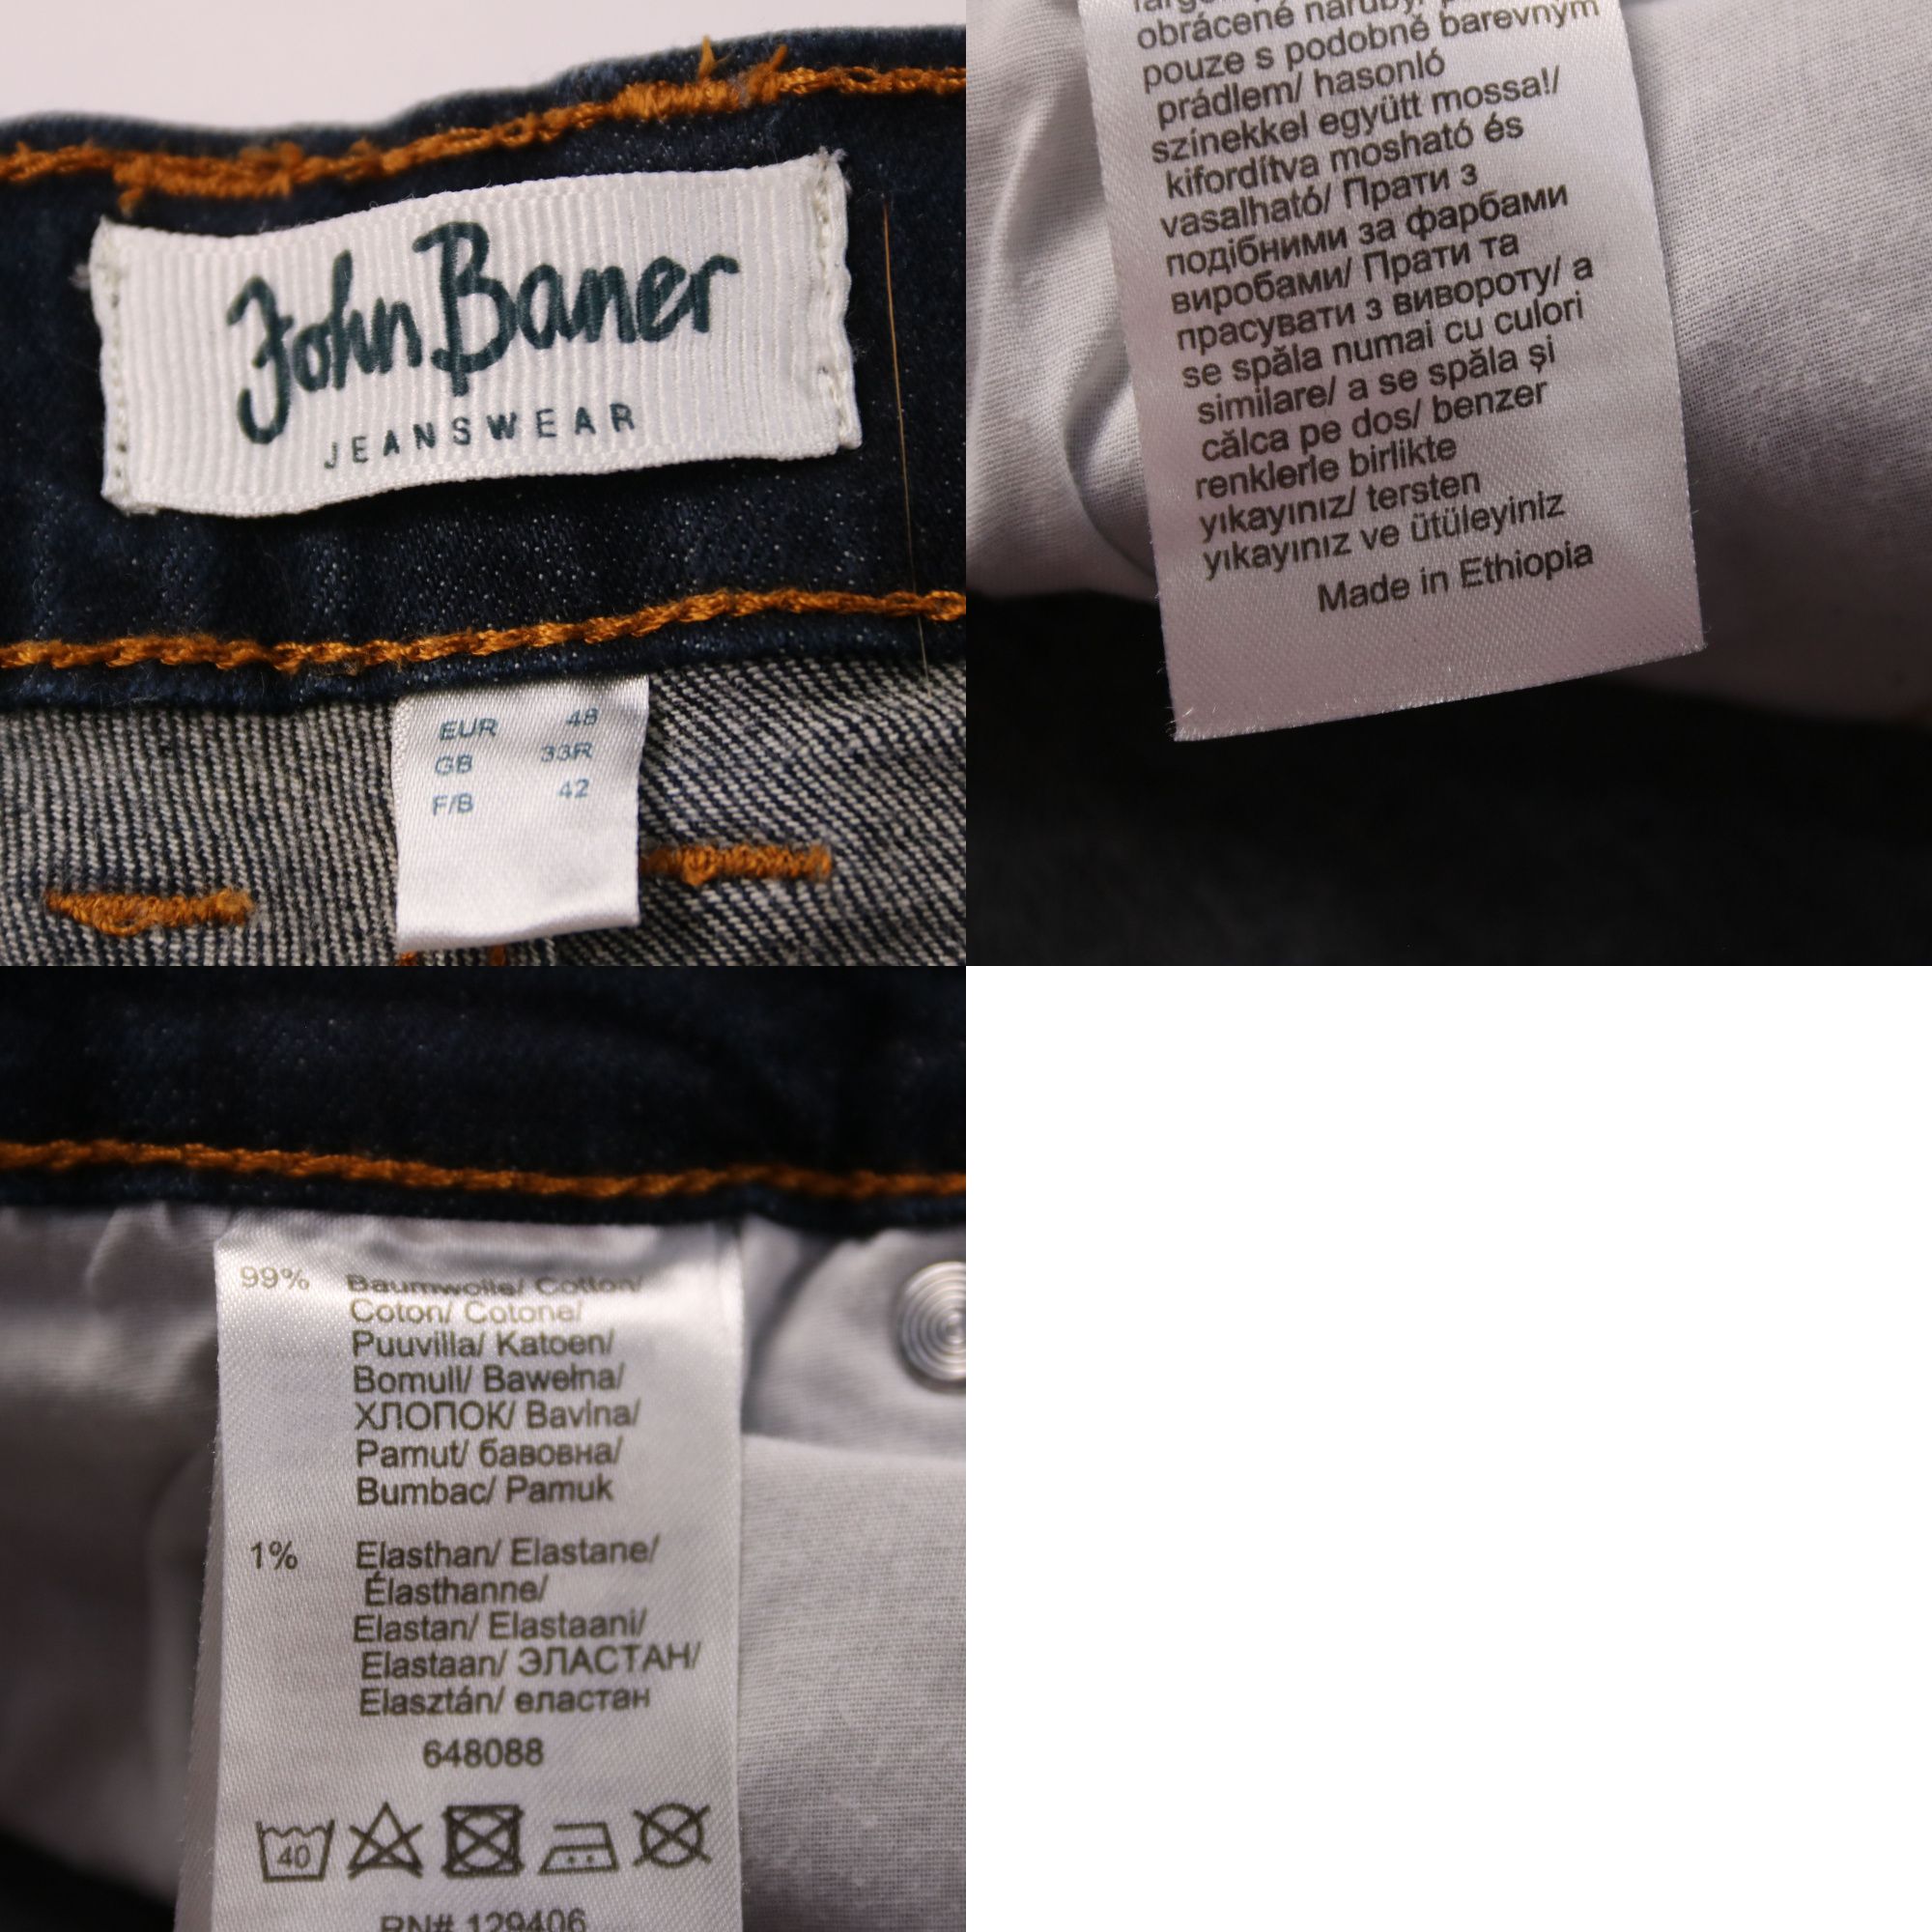 John Baner
JEANSWEAR
EUR 48
GB 33R
F/B 42
obrácené naruby,
pouze s podobné barevným
prádlem/ hasonló
színekkel együtt mossa!/
kifordítva mosható és
vasalható/ Прати з
подібними за фарбами
виробами/ Прати та
прасувати з вивороту/ a
se spăla numai cu culori
similare/ a se spăla şi
călca pe dos/ benzer
renklerle birlikte
yıkayınız/ tersten
yıkayınız ve ütüleyiniz
Made in Ethiopia
99% Baumwolle/ Cotton/
Coton/ Cotone/
Puuvilla/ Katoen/
Bomull/ Bawełna/
ХЛОПОК/ Bavlna/
Pamut/ бавовна/
Bumbac/ Pamuk
1% Elasthan/ Elastane/
Élasthanne/
Elastan/ Elastaani/
Elastaan/ ЭЛАСТАН/
Elasztán/ еластан
648088
40
RN# 129406